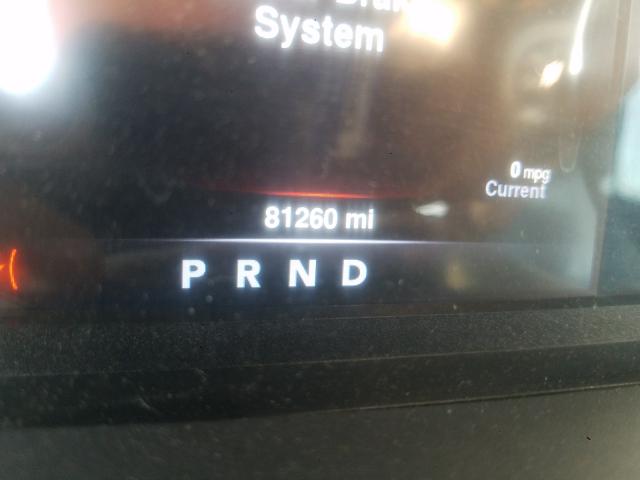 System
0 mpg
Current
81260 mi
P R N D